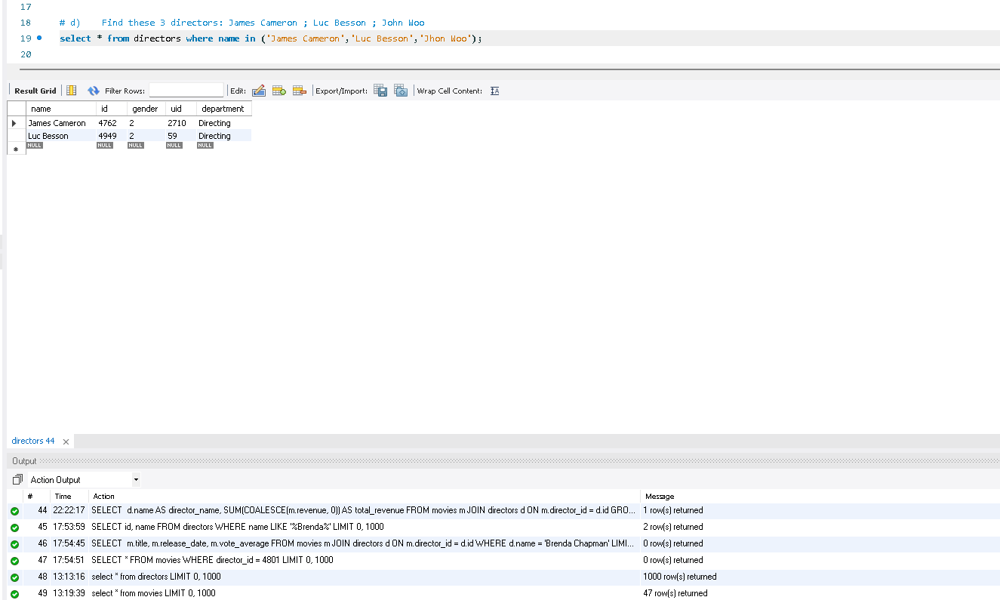 17
18 # d) Find these 3 directors: James Cameron ; Luc Besson ; John Woo
19 select * from directors where name in ('James Cameron','Luc Besson','Jhon Woo');
20
Result Grid Filter Rows: Edit: Export/Import: Wrap Cell Content: IA
name id gender uid department
James Cameron 4762 2 2710 Directing
Luc Besson 4949 2 59 Directing
NULL NULL NULL NULL NULL
directors 44
Output
Action Output
# Time Action Message
44 22:22:17 SELECT d.name AS director_name, SUM(COALESCE(m.revenue, 0)) AS total_revenue FROM movies m JOIN directors d ON m.director_id = d.id GRO... 1 row(s) returned
45 17:53:59 SELECT id, name FROM directors WHERE name LIKE '%Brenda%' LIMIT 0, 1000 2 row(s) returned
46 17:54:45 SELECT m.title, m.release_date, m.vote_average FROM movies m JOIN directors d ON m.director_id = d.id WHERE d.name = 'Brenda Chapman' LIMI... 0 row(s) returned
47 17:54:51 SELECT * FROM movies WHERE director_id = 4801 LIMIT 0, 1000 0 row(s) returned
48 13:13:16 select * from directors LIMIT 0, 1000 1000 row(s) returned
49 13:19:39 select * from movies LIMIT 0, 1000 47 row(s) returned